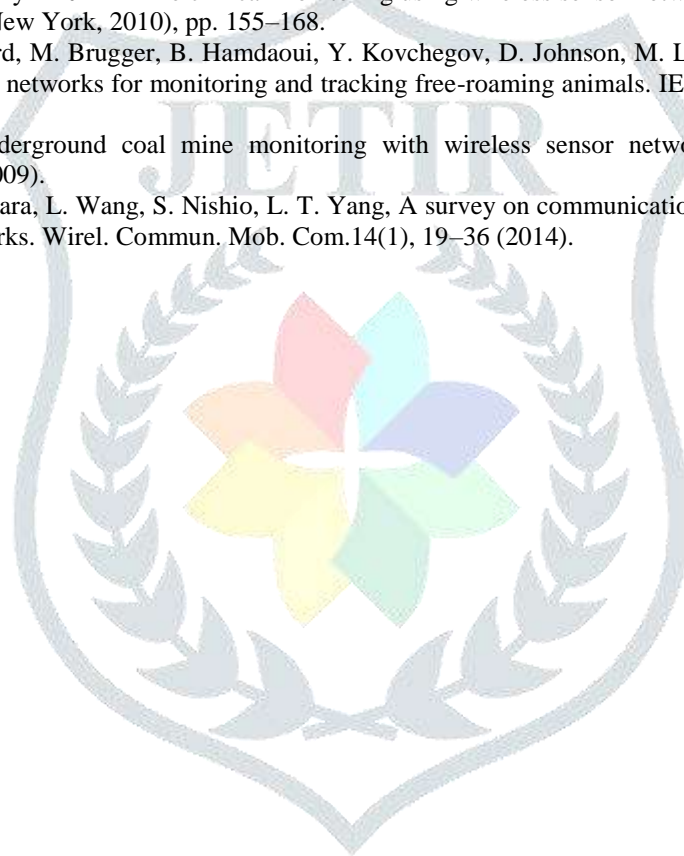 New York, 2010), pp. 155–168.
rd, M. Brugger, B. Hamdaoui, Y. Kovchegov, D. Johnson, M. L
networks for monitoring and tracking free-roaming animals. IE
derground coal mine monitoring with wireless sensor netwo
009).
ara, L. Wang, S. Nishio, L. T. Yang, A survey on communicatio
rks. Wirel. Commun. Mob. Com.14(1), 19–36 (2014).
JETIR